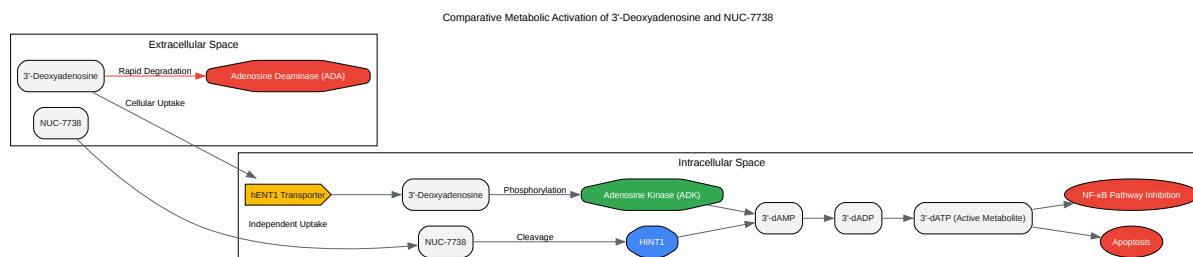 Comparative Metabolic Activation of 3'-Deoxyadenosine and NUC-7738
Extracellular Space
3'-Deoxyadenosine
Rapid Degradation
Adenosine Deaminase (ADA)
Cellular Uptake
NUC-7738
Intracellular Space
hENT1 Transporter
3'-Deoxyadenosine
Phosphorylation
Adenosine Kinase (ADK)
NF-κB Pathway Inhibition
Independent Uptake
3'-dAMP
3'-dADP
3'-dATP (Active Metabolite)
NUC-7738
Cleavage
HINT1
Apoptosis